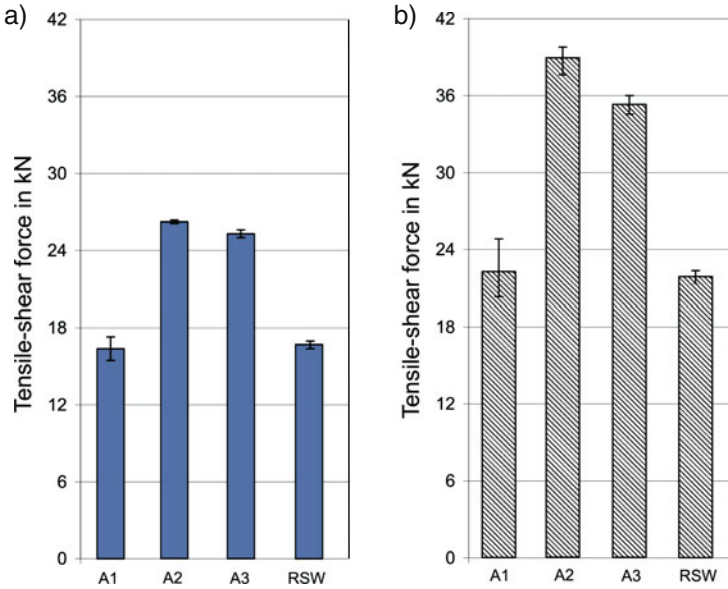 a)
Tensile-shear force in kN
42
36
30
24
18
12
6
0
A1 A2 A3 RSW
b)
Tensile-shear force in kN
42
36
30
24
18
12
6
0
A1 A2 A3 RSW